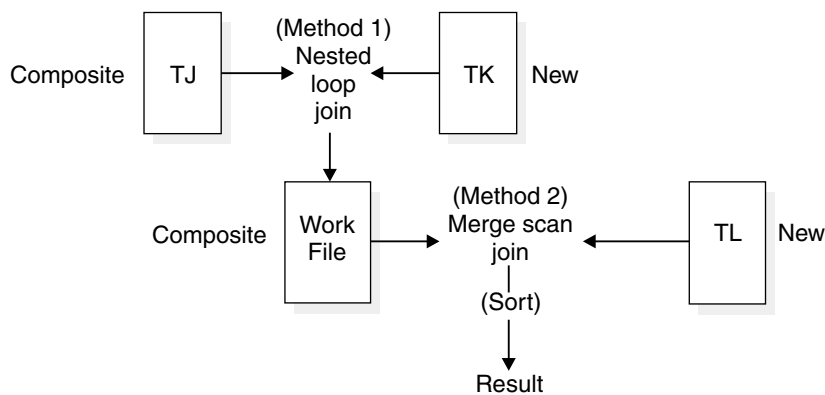 (Method 1)
Nested
loop
join
Composite
TJ
TK
New
(Method 2)
Merge scan
join
Composite
Work
File
TL
New
(Sort)
Result